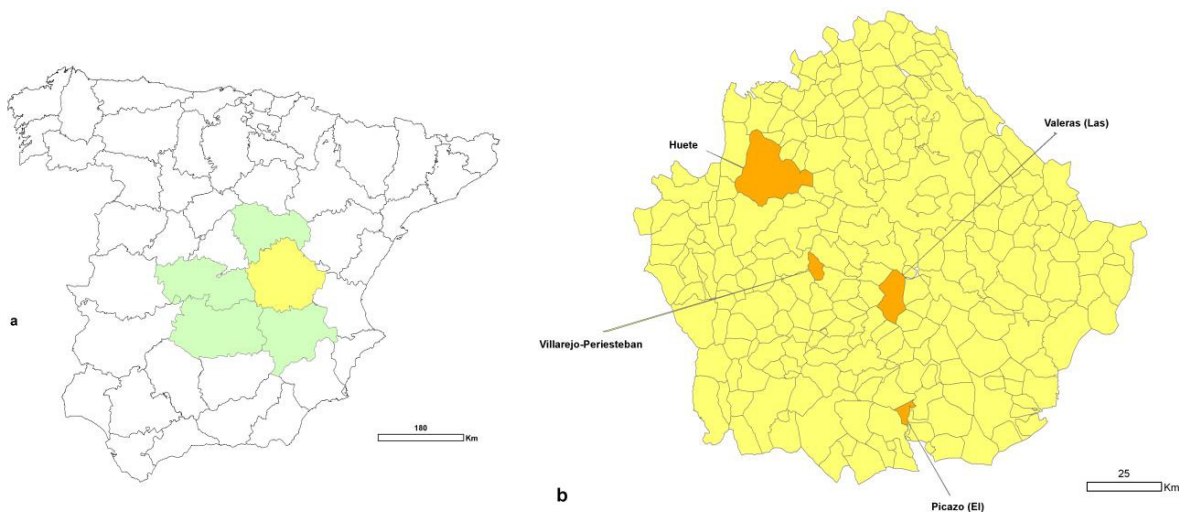 a
180
Km
Valeras (Las)
Huete
Villarejo-Periesteban
Picazo (El)
25
Km
b